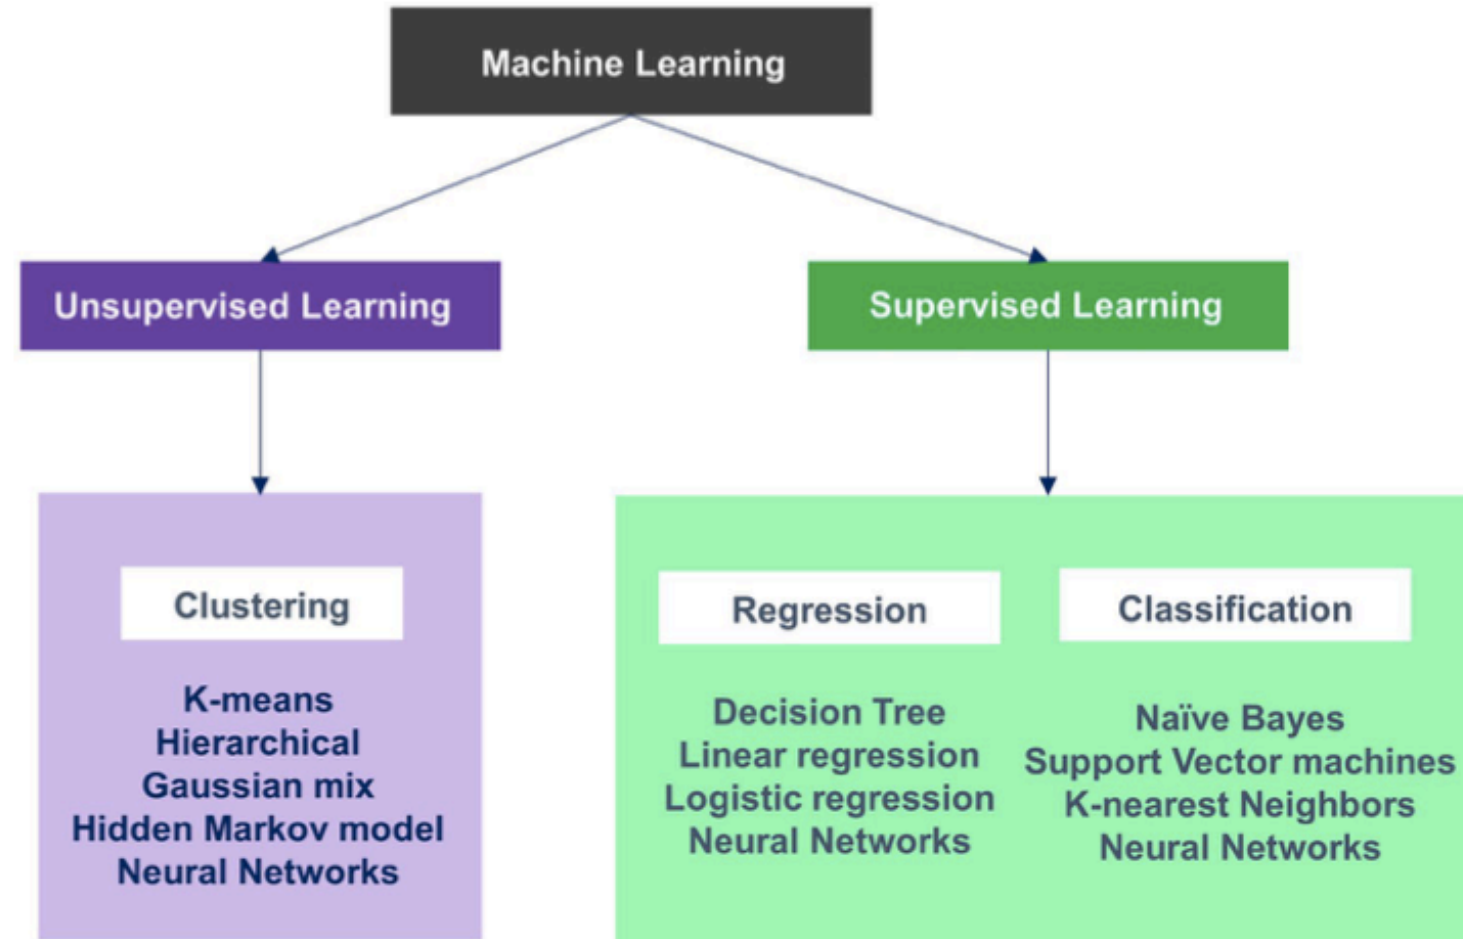 Machine Learning
Unsupervised Learning
Supervised Learning
Clustering
K-means
Hierarchical
Gaussian mix
Hidden Markov model
Neural Networks
Regression
Decision Tree
Linear regression
Logistic regression
Neural Networks
Classification
Naïve Bayes
Support Vector machines
K-nearest Neighbors
Neural Networks